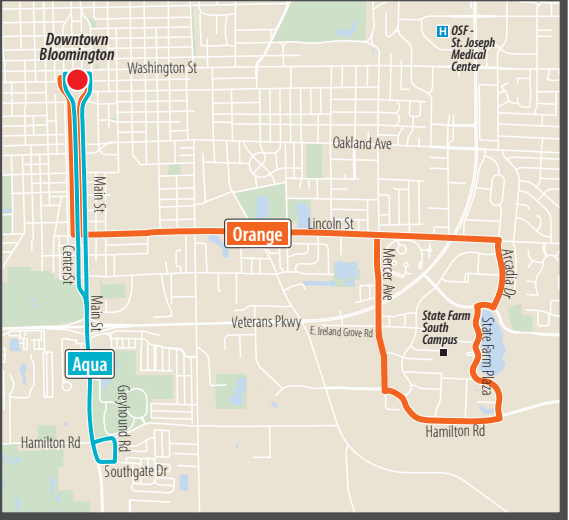 Downtown
Bloomington
H
OSF -
St. Joseph
Medical
Center
Washington St
Oakland Ave
Main St
Lincoln St
Orange
CenterSt
Mercer Ave
Arcadia Dr
Main St
Veterans Pkwy
E. Ireland Grove Rd
State Farm
South
Campus
State Farm Plaza
Aqua
Greyhound Rd
Hamilton Rd
Hamilton Rd
Southgate Dr